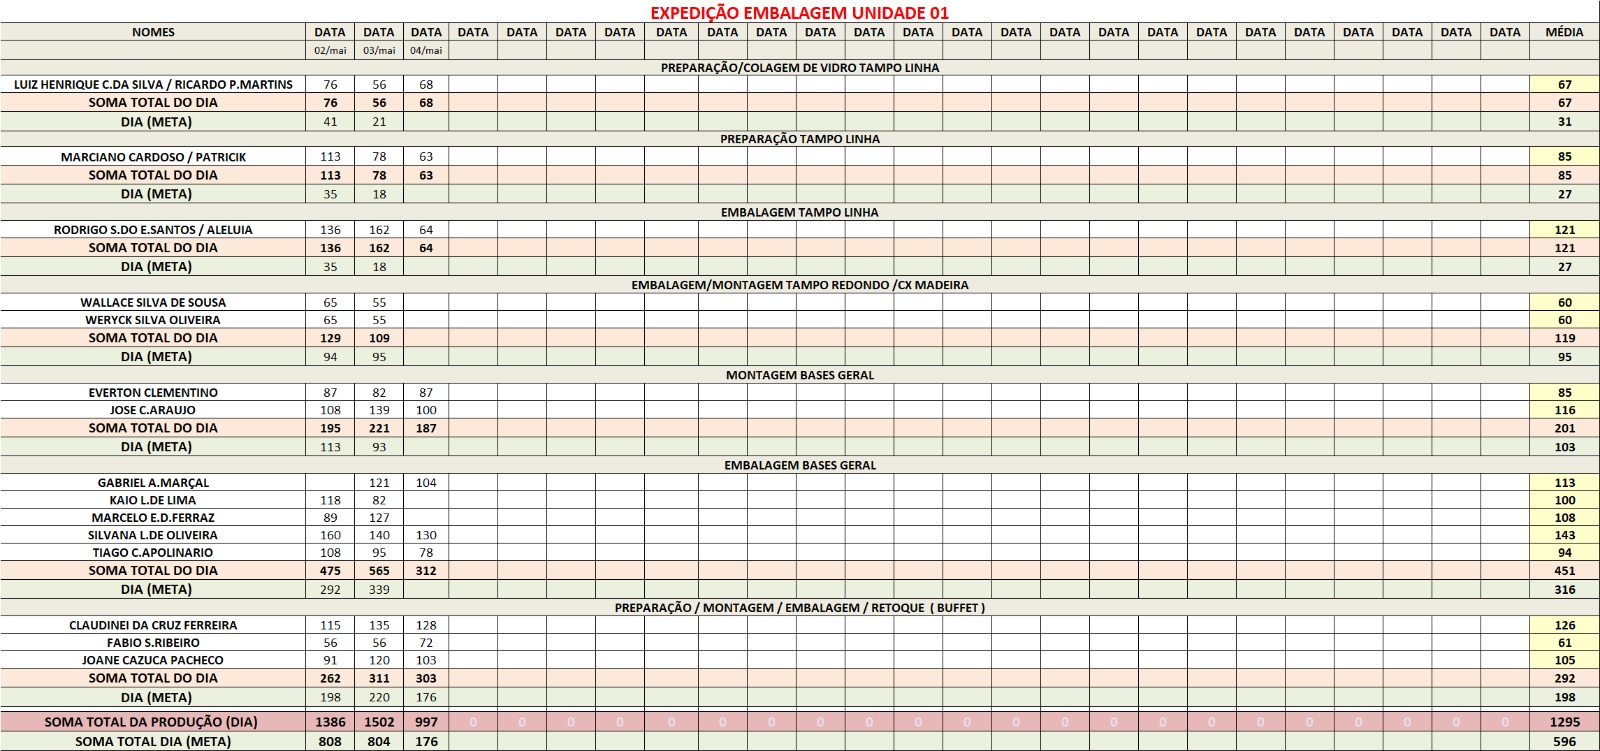 EXPEDIÇÃO EMBALAGEM UNIDADE 01
NOMES DATA DATA DATA DATA DATA DATA DATA DATA DATA DATA DATA DATA DATA DATA DATA DATA DATA DATA DATA DATA DATA DATA DATA DATA DATA MÉDIA
02/mai 03/mai 04/mai
PREPARAÇÃO/COLAGEM DE VIDRO TAMPO LINHA
LUIZ HENRIQUE C.DA SILVA / RICARDO P.MARTINS 76 56 68 67
SOMA TOTAL DO DIA 76 56 68 67
DIA (META) 41 21 31
PREPARAÇÃO TAMPO LINHA
MARCIANO CARDOSO / PATRICIK 113 78 63 85
SOMA TOTAL DO DIA 113 78 63 85
DIA (META) 35 18 27
EMBALAGEM TAMPO LINHA
RODRIGO S.DO E.SANTOS / ALELUIA 136 162 64 121
SOMA TOTAL DO DIA 136 162 64 121
DIA (META) 35 18 27
EMBALAGEM/MONTAGEM TAMPO REDONDO /CX MADEIRA
WALLACE SILVA DE SOUSA 65 55 60
WERYCK SILVA OLIVEIRA 65 55 60
SOMA TOTAL DO DIA 129 109 119
DIA (META) 94 95 95
MONTAGEM BASES GERAL
EVERTON CLEMENTINO 87 82 87 85
JOSE C.ARAUJO 108 139 100 116
SOMA TOTAL DO DIA 195 221 187 201
DIA (META) 113 93 103
EMBALAGEM BASES GERAL
GABRIEL A.MARÇAL 121 104 113
KAIO L.DE LIMA 118 82 100
MARCELO E.D.FERRAZ 89 127 108
SILVANA L.DE OLIVEIRA 160 140 130 143
TIAGO C.APOLINARIO 108 95 78 94
SOMA TOTAL DO DIA 475 565 312 451
DIA (META) 292 339 316
PREPARAÇÃO / MONTAGEM / EMBALAGEM / RETOQUE ( BUFFET )
CLAUDINEI DA CRUZ FERREIRA 115 135 128 126
FABIO S.RIBEIRO 56 56 72 61
JOANE CAZUCA PACHECO 91 120 103 105
SOMA TOTAL DO DIA 262 311 303 292
DIA (META) 198 220 176 198
SOMA TOTAL DA PRODUÇÃO (DIA) 1386 1502 997 0 0 0 0 0 0 0 0 0 0 0 0 0 0 0 0 0 0 0 0 0 0 1295
SOMA TOTAL DIA (META) 808 804 176 596